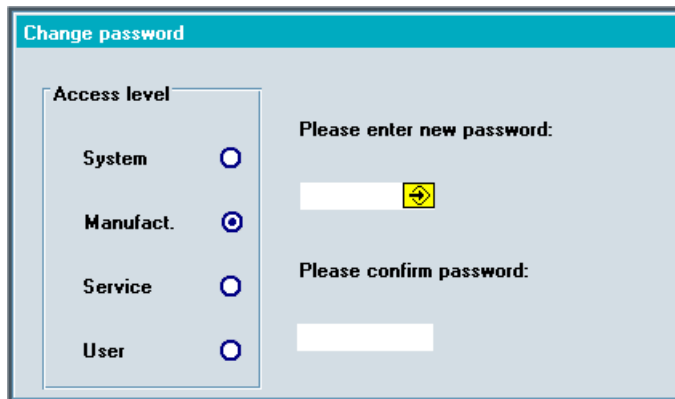 Change password
Access level
System
Manufact.
Service
User
Please enter new password:
Please confirm password: